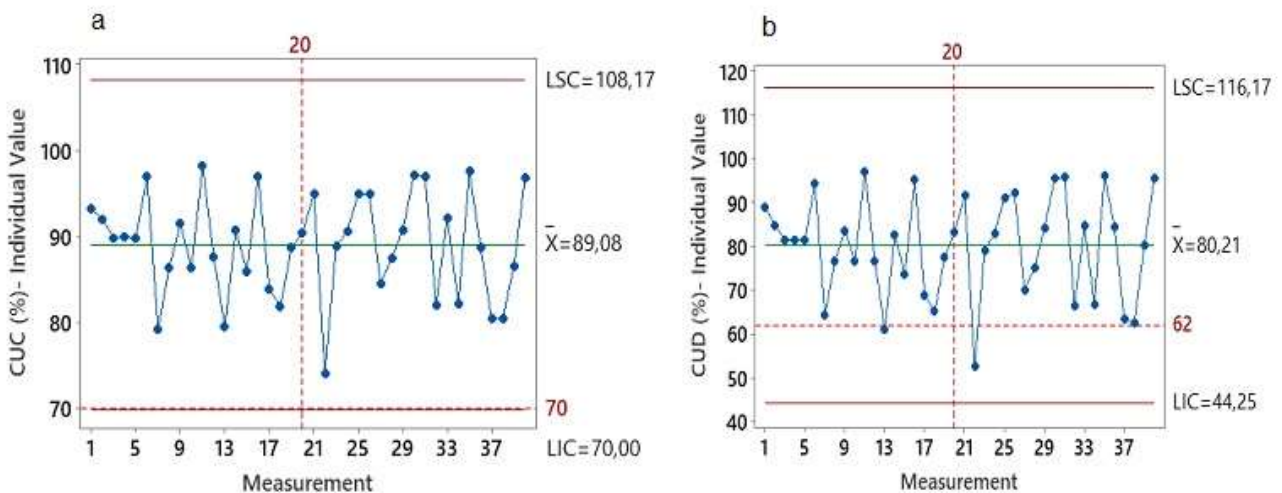 a
20
110
100
90
80
70
CUC (%)- Individual Value
LSC=108,17
X̄=89,08
70
LIC=70,00
1 5 9 13 17 21 25 29 33 37
Measurement
b
20
120
110
100
90
80
70
60
50
40
CUD (%)- Individual Value
LSC=116,17
X̄=80,21
62
LIC=44,25
1 5 9 13 17 21 25 29 33 37
Measurement